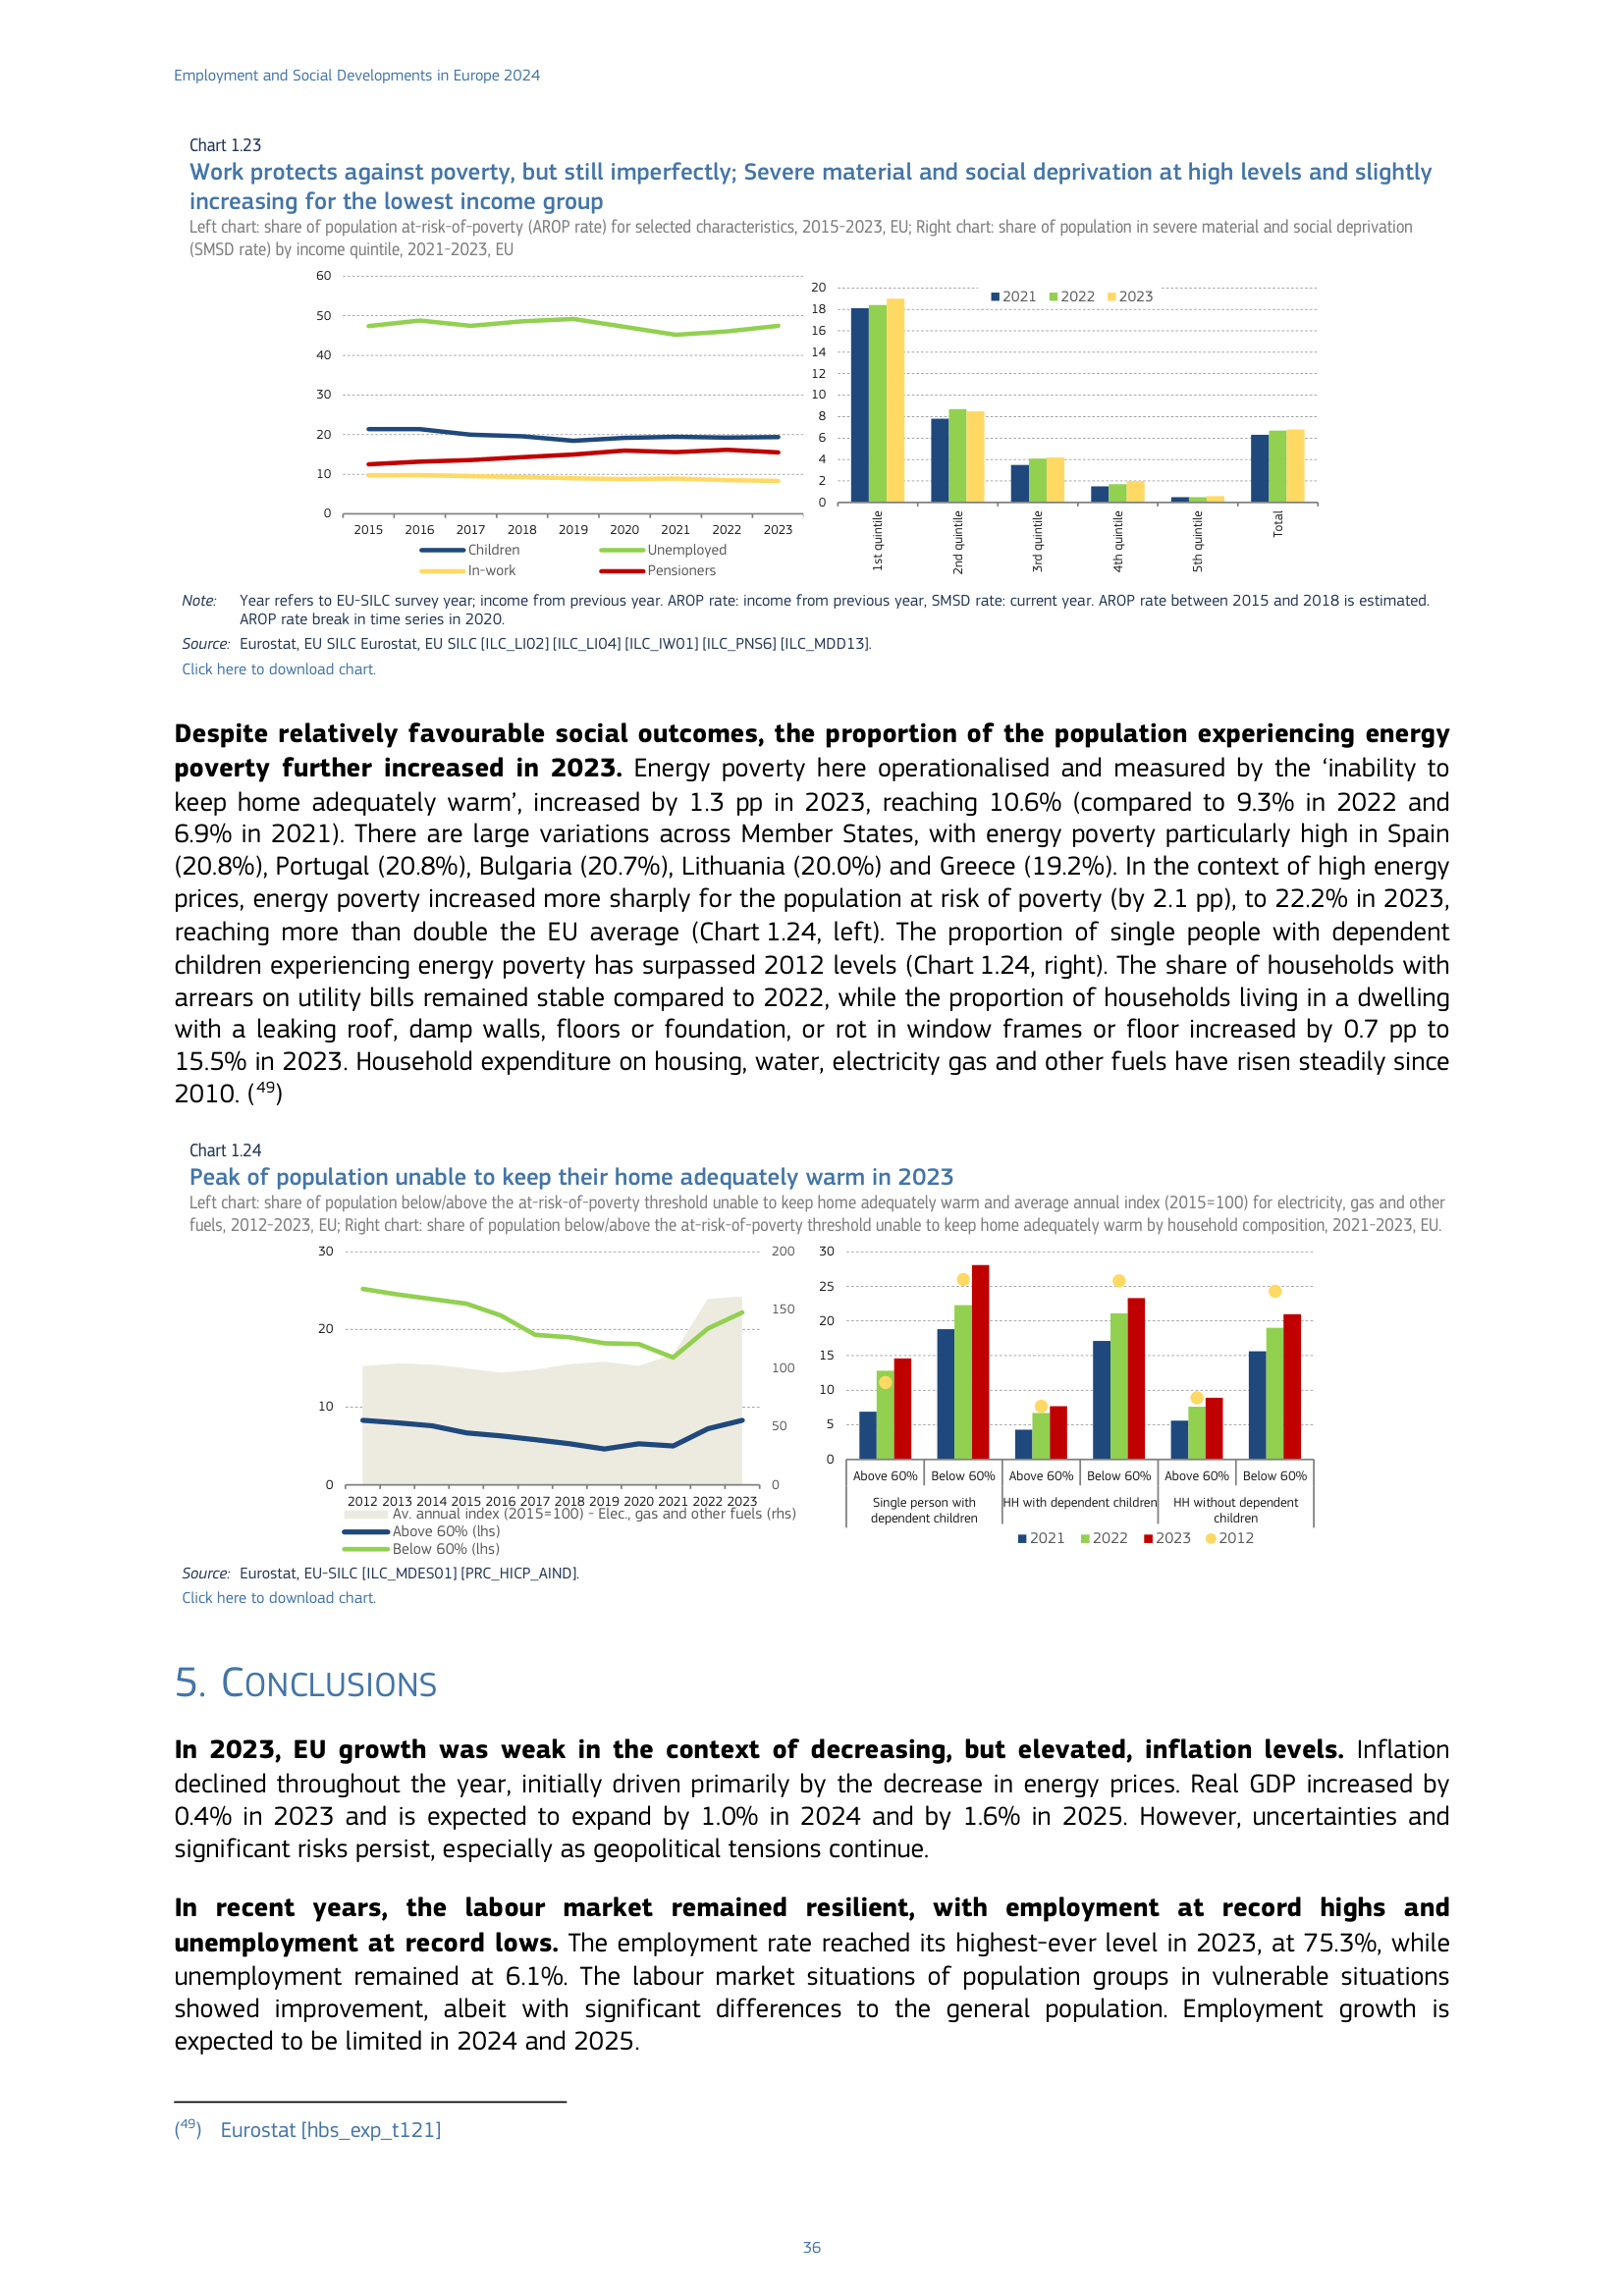 Employment and Social Developments in Europe 2024
Chart 1.23
Work protects against poverty, but still imperfectly; Severe material and social deprivation at high levels and slightly
increasing for the lowest income group
Left chart: share of population at-risk-of-poverty (AROP rate) for selected characteristics, 2015-2023, EU; Right chart: share of population in severe material and social deprivation
(SMSD rate) by income quintile, 2021-2023, EU
60
50
40
30
20
10
0
2015 2016 2017 2018 2019 2020 2021 2022 2023
Children Unemployed
In-work Pensioners
20
18
16
14
12
10
8
6
4
2
0
2021 2022 2023
1st quintile
2nd quintile
3rd quintile
4th quintile
5th quintile
Total
Note: Year refers to EU-SILC survey year; income from previous year. AROP rate: income from previous year, SMSD rate: current year. AROP rate between 2015 and 2018 is estimated.
AROP rate break in time series in 2020.
Source: Eurostat, EU SILC Eurostat, EU SILC [ILC_LI02] [ILC_LI04] [ILC_IW01] [ILC_PNS6] [ILC_MDD13].
Click here to download chart.
Despite relatively favourable social outcomes, the proportion of the population experiencing energy
poverty further increased in 2023. Energy poverty here operationalised and measured by the ‘inability to
keep home adequately warm’, increased by 1.3 pp in 2023, reaching 10.6% (compared to 9.3% in 2022 and
6.9% in 2021). There are large variations across Member States, with energy poverty particularly high in Spain
(20.8%), Portugal (20.8%), Bulgaria (20.7%), Lithuania (20.0%) and Greece (19.2%). In the context of high energy
prices, energy poverty increased more sharply for the population at risk of poverty (by 2.1 pp), to 22.2% in 2023,
reaching more than double the EU average (Chart 1.24, left). The proportion of single people with dependent
children experiencing energy poverty has surpassed 2012 levels (Chart 1.24, right). The share of households with
arrears on utility bills remained stable compared to 2022, while the proportion of households living in a dwelling
with a leaking roof, damp walls, floors or foundation, or rot in window frames or floor increased by 0.7 pp to
15.5% in 2023. Household expenditure on housing, water, electricity gas and other fuels have risen steadily since
2010. (49)
Chart 1.24
Peak of population unable to keep their home adequately warm in 2023
Left chart: share of population below/above the at-risk-of-poverty threshold unable to keep home adequately warm and average annual index (2015=100) for electricity, gas and other
fuels, 2012-2023, EU; Right chart: share of population below/above the at-risk-of-poverty threshold unable to keep home adequately warm by household composition, 2021-2023, EU.
30
20
10
0
200
150
100
50
0
2012 2013 2014 2015 2016 2017 2018 2019 2020 2021 2022 2023
Av. annual index (2015=100) - Elec., gas and other fuels (rhs)
Above 60% (lhs)
Below 60% (lhs)
30
25
20
15
10
5
0
Above 60% Below 60% Above 60% Below 60% Above 60% Below 60%
Single person with
dependent children
HH with dependent children
HH without dependent
children
2021 2022 2023 2012
Source: Eurostat, EU-SILC [ILC_MDES01] [PRC_HICP_AIND].
Click here to download chart.
5. CONCLUSIONS
In 2023, EU growth was weak in the context of decreasing, but elevated, inflation levels. Inflation
declined throughout the year, initially driven primarily by the decrease in energy prices. Real GDP increased by
0.4% in 2023 and is expected to expand by 1.0% in 2024 and by 1.6% in 2025. However, uncertainties and
significant risks persist, especially as geopolitical tensions continue.
In recent years, the labour market remained resilient, with employment at record highs and
unemployment at record lows. The employment rate reached its highest-ever level in 2023, at 75.3%, while
unemployment remained at 6.1%. The labour market situations of population groups in vulnerable situations
showed improvement, albeit with significant differences to the general population. Employment growth is
expected to be limited in 2024 and 2025.
(49) Eurostat [hbs_exp_t121]
36